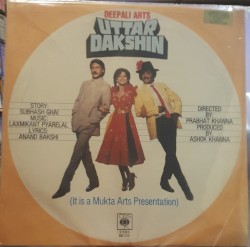 DEEPALI ARTS
UTTAR
DAKSHIN
STORY:
SUBHASH GHAI
MUSIC:
LAXMIKANT PYARELAL
LYRICS
ANAND BAKSHI
DIRECTED
BY
PRABHAT KHANNA
PRODUCED
BY
ASHOK KHANNA
(It is a Mukta Arts Presentation)
CBS